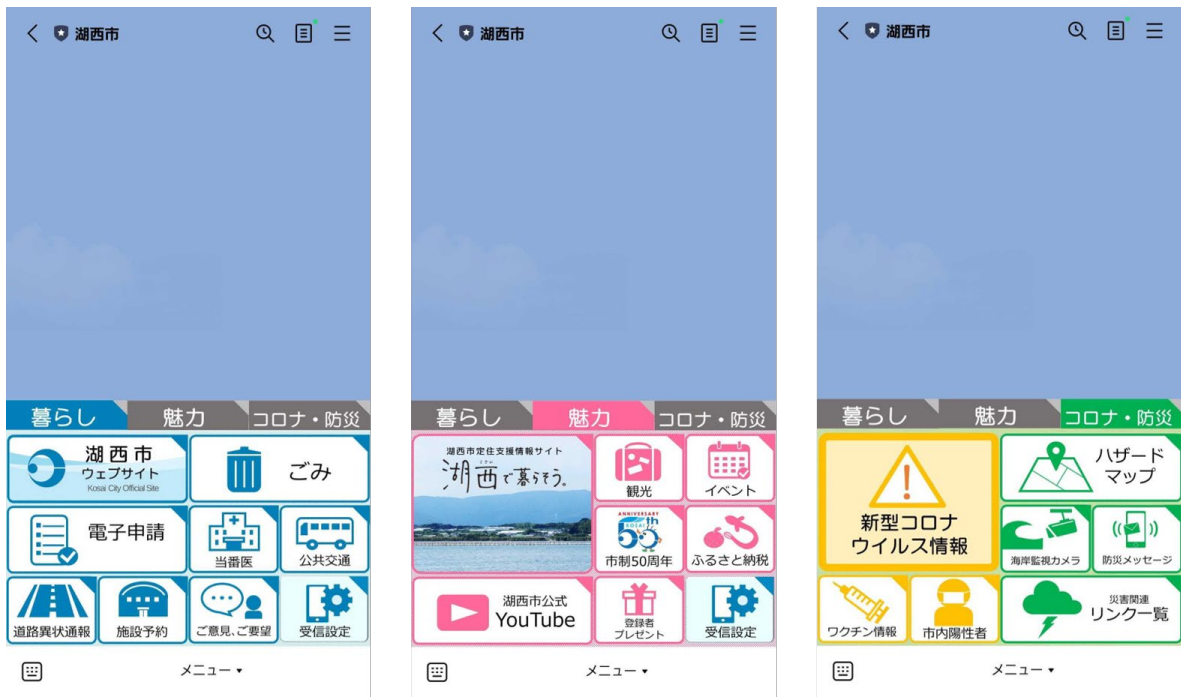 湖西市
暮らし
魅力
コロナ・防災
湖西市
ウェブサイト
Kosai City Official Site
ごみ
電子申請
当番医
公共交通
道路異状通報
施設予約
ご意見、ご要望
受信設定
メニュー
湖西市
暮らし
魅力
コロナ・防災
湖西市定住支援情報サイト
湖西で暮らそう。
観光
イベント
ANNIVERSARY
KOSAI
50th
市制50周年
ふるさと納税
湖西市公式
YouTube
登録者
プレゼント
受信設定
メニュー
湖西市
暮らし
魅力
コロナ・防災
新型コロナ
ウイルス情報
ハザード
マップ
海岸監視カメラ
防災メッセージ
ワクチン情報
市内陽性者
災害関連
リンク一覧
メニュー